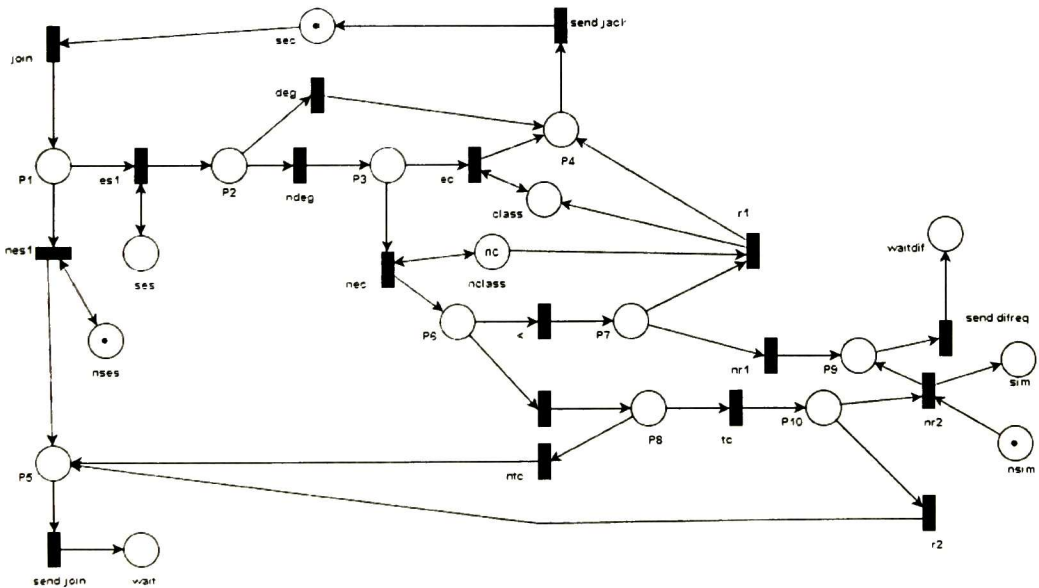 send jack
sec
join
deg
P4
P1
es1
P2
ndeg
P3
ec
class
r1
nes1
ses
nec
nc
nclass
waitdif
nses
P6
<
P7
send difreq
nr1
P9
sim
P8
tc
P10
nr2
nsim
P5
ntc
r2
send join
wait